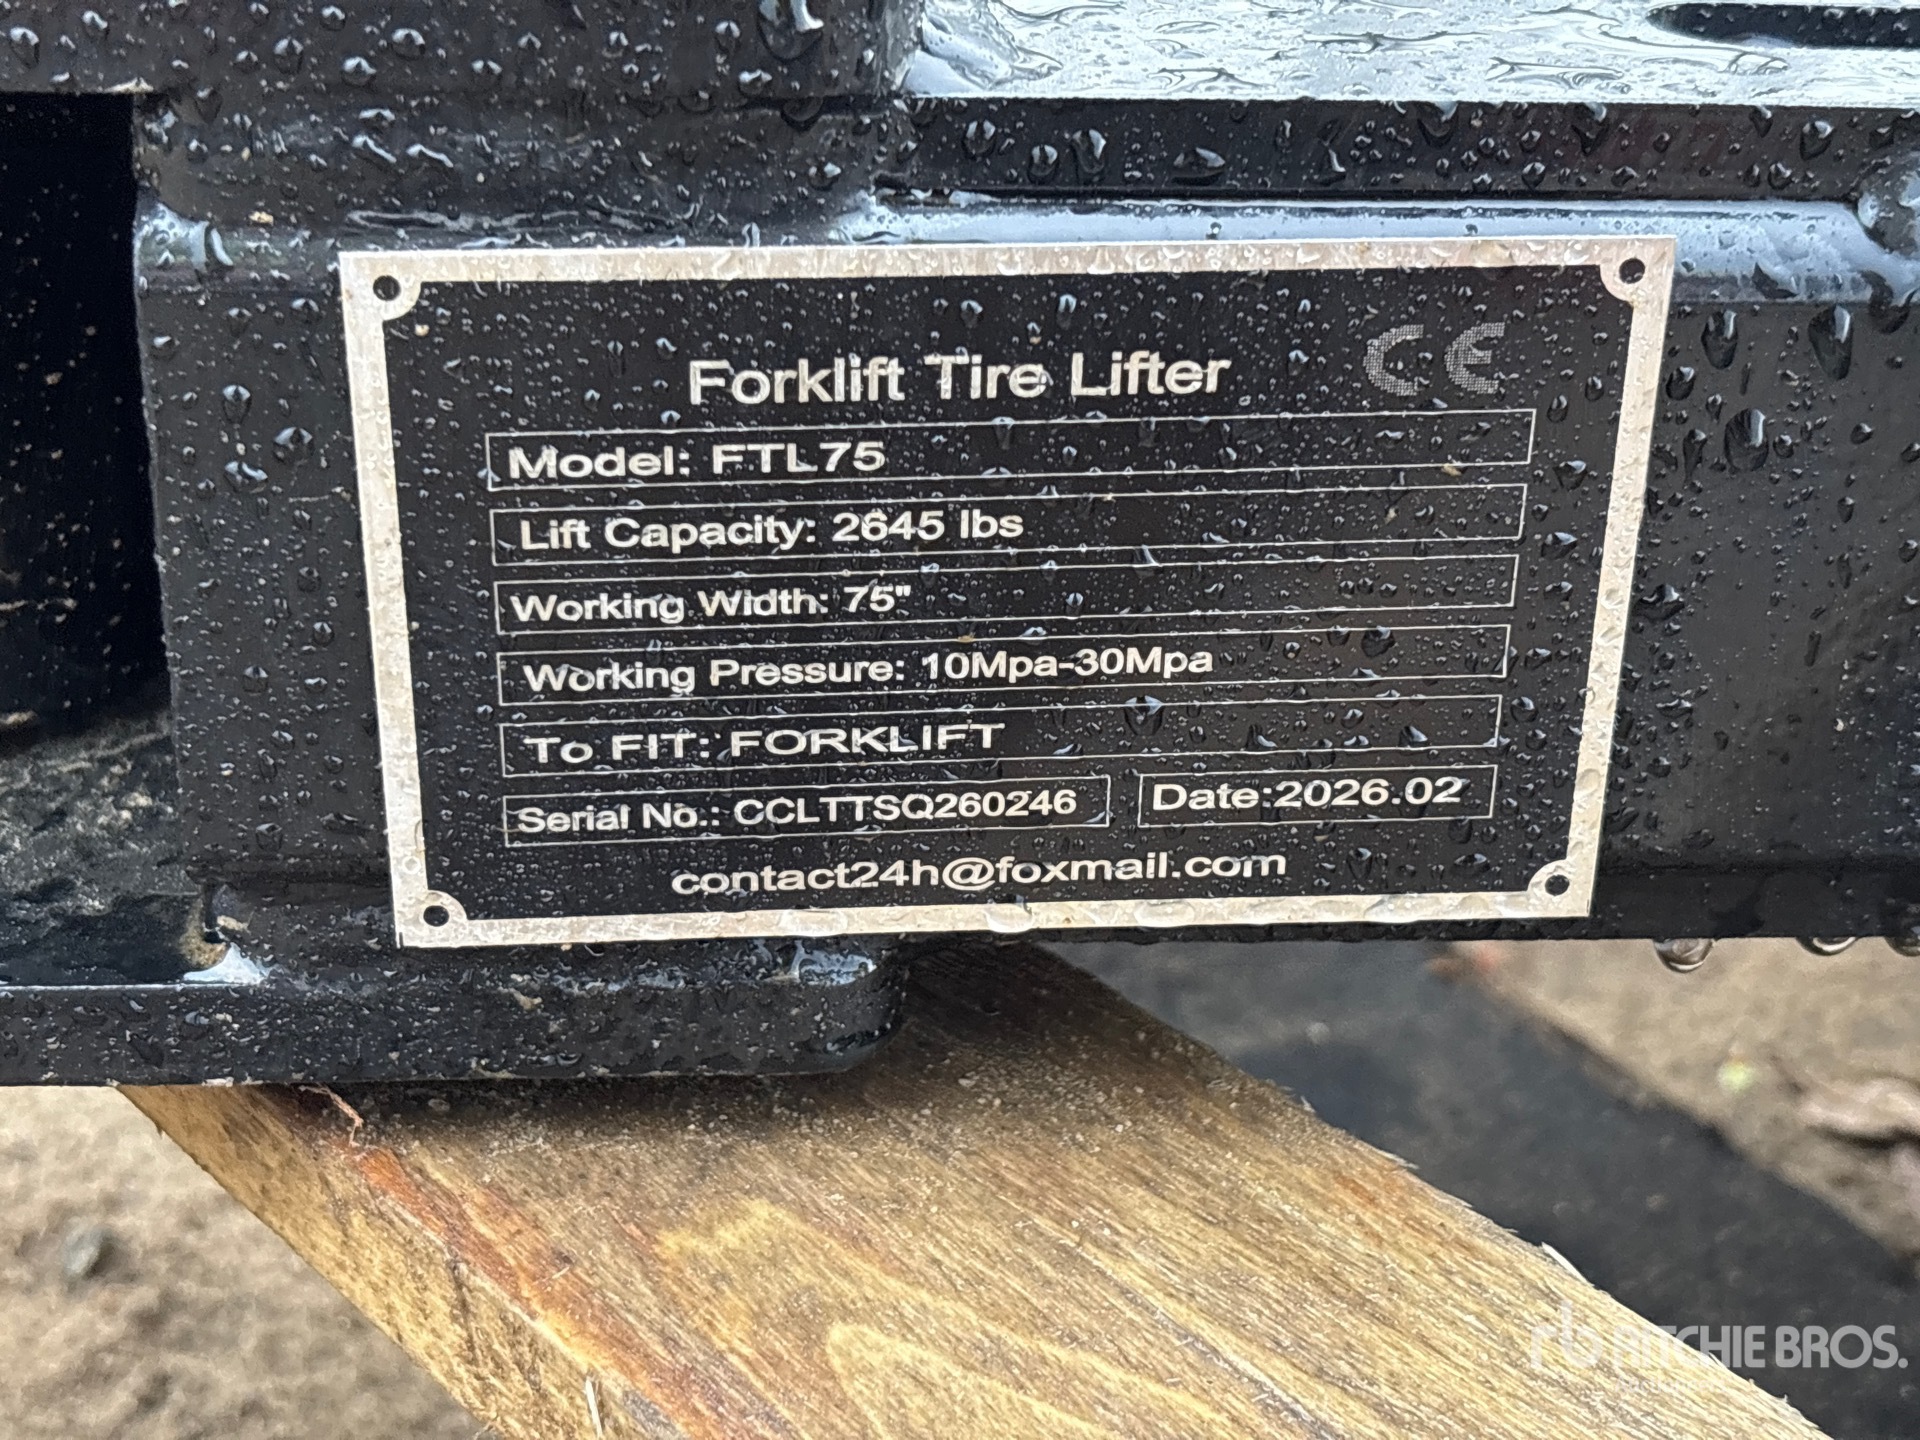 Forklift Tire Lifter CE
Model: FTL75
Lift Capacity: 2645 lbs
Working Width: 75"
Working Pressure: 10Mpa-30Mpa
To FIT: FORKLIFT
Serial No.: CCLTTSQ260246 Date:2026.02
contact24h@foxmail.com
rb RITCHIE BROS.